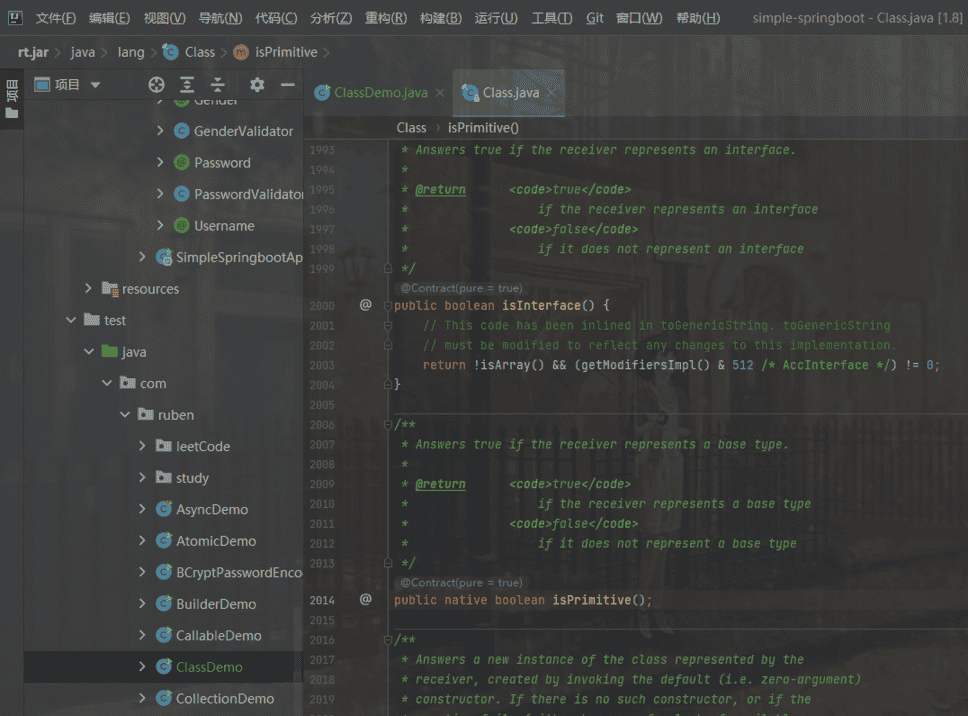 文件(F) 编辑(E) 视图(V) 导航(N) 代码(C) 分析(Z) 重构(R) 构建(B) 运行(U) 工具(T) Git 窗口(W) 帮助(H) simple-springboot - Class.java [1.8]
rt.jar java lang Class isPrimitive
项目
项目
ClassDemo.java
Class.java
Class isPrimitive()
Gender
GenderValidator
Password
PasswordValidator
Username
SimpleSpringbootAp
resources
test
java
com
ruben
leetCode
study
AsyncDemo
AtomicDemo
BCryptPasswordEnco
BuilderDemo
CallableDemo
ClassDemo
CollectionDemo
1993 * Answers true if the receiver represents an interface.
1994 *
1995 * @return <code>true</code>
1996 * if the receiver represents an interface
1997 * <code>false</code>
1998 * if it does not represent an interface
1999 */
@Contract(pure = true)
2000 @ public boolean isInterface() {
2001 // This code has been inlined in toGenericString. toGenericString
2002 // must be modified to reflect any changes to this implementation.
2003 return !isArray() && (getModifiersImpl() & 512 /* AccInterface */) != 0;
2004 }
2005
2006 /**
2007 * Answers true if the receiver represents a base type.
2008 *
2009 * @return <code>true</code>
2010 * if the receiver represents a base type
2011 * <code>false</code>
2012 * if it does not represent a base type
2013 */
@Contract(pure = true)
2014 @ public native boolean isPrimitive();
2015
2016 /**
2017 * Answers a new instance of the class represented by the
2018 * receiver, created by invoking the default (i.e. zero-argument)
2019 * constructor. If there is no such constructor, or if the